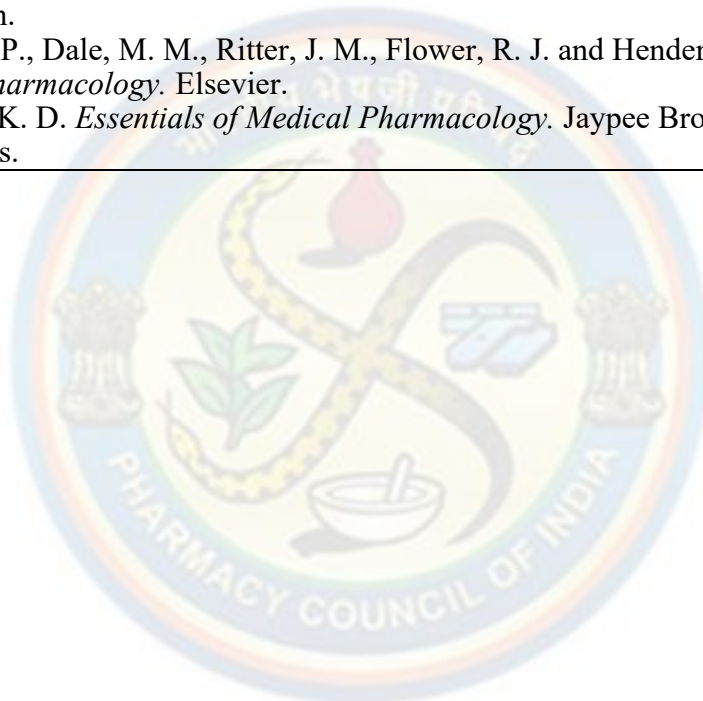 n.
P., Dale, M. M., Ritter, J. M., Flower, R. J. and Hender
harmacology. Elsevier.
K. D. Essentials of Medical Pharmacology. Jaypee Bro
s.
PHARMACY COUNCIL OF INDIA